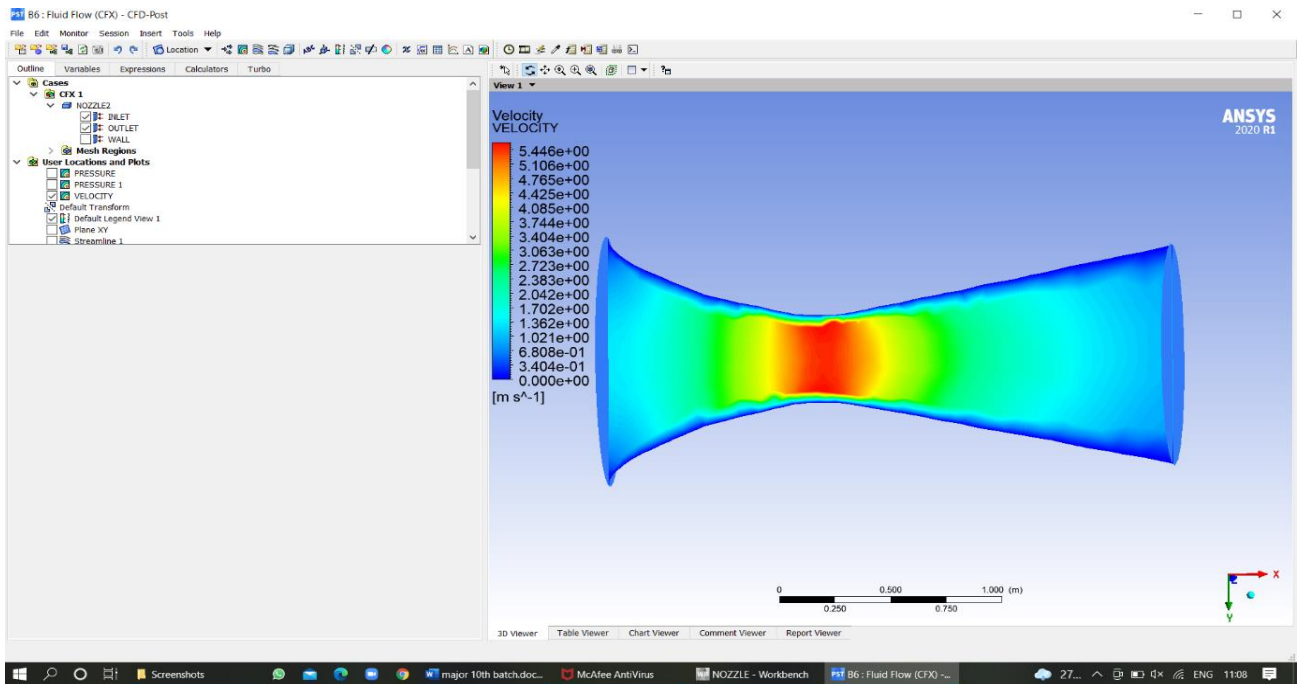 PST B6 : Fluid Flow (CFX) - CFD-Post
File Edit Monitor Session Insert Tools Help
Location
Outline Variables Expressions Calculators Turbo
Cases
CFX 1
NOZZLE2
INLET
OUTLET
WALL
Mesh Regions
User Locations and Plots
PRESSURE
PRESSURE 1
VELOCITY
Default Transform
Default Legend View 1
Plane XY
Streamline 1
View 1
Velocity
VELOCITY
5.446e+00
5.106e+00
4.765e+00
4.425e+00
4.085e+00
3.744e+00
3.404e+00
3.063e+00
2.723e+00
2.383e+00
2.042e+00
1.702e+00
1.362e+00
1.021e+00
6.808e-01
3.404e-01
0.000e+00
[m s^-1]
ANSYS
2020 R1
0 0.500 1.000 (m)
0.250 0.750
X
Y
3D Viewer Table Viewer Chart Viewer Comment Viewer Report Viewer
Screenshots major 10th batch.doc... McAfee AntiVirus NOZZLE - Workbench PST B6 : Fluid Flow (CFX) -... 27... ENG 11:08